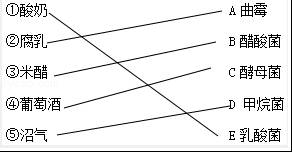 ①酸奶 A 曲霉
②腐乳 B 醋酸菌
③米醋 C 酵母菌
④葡萄酒 D 甲烷菌
⑤沼气 E 乳酸菌